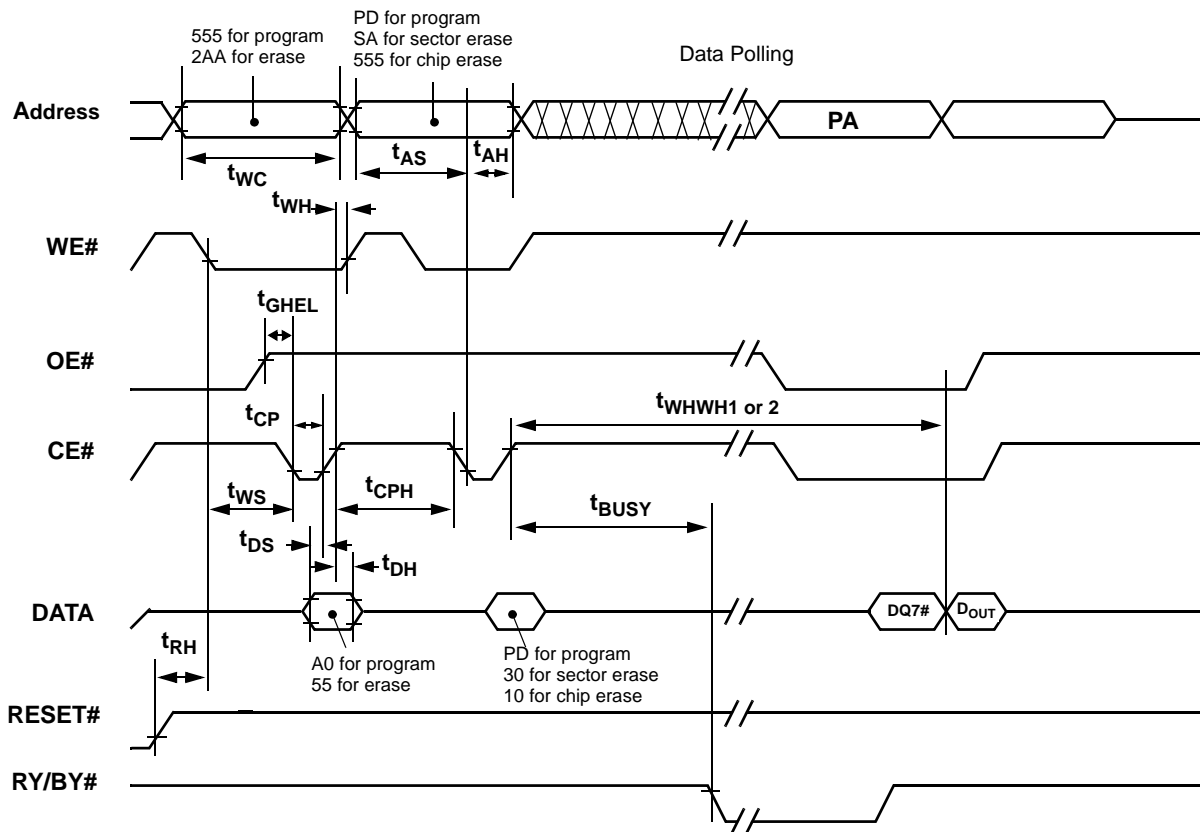 555 for program
2AA for erase
PD for program
SA for sector erase
555 for chip erase
Data Polling
Address
PA
tWC
tAS
tAH
tWH
WE#
tGHEL
OE#
tWHWH1 or 2
tCP
CE#
tWS
tCPH
tBUSY
tDS
tDH
DATA
DQ7#
DOUT
tRH
A0 for program
55 for erase
PD for program
30 for sector erase
10 for chip erase
RESET#
RY/BY#